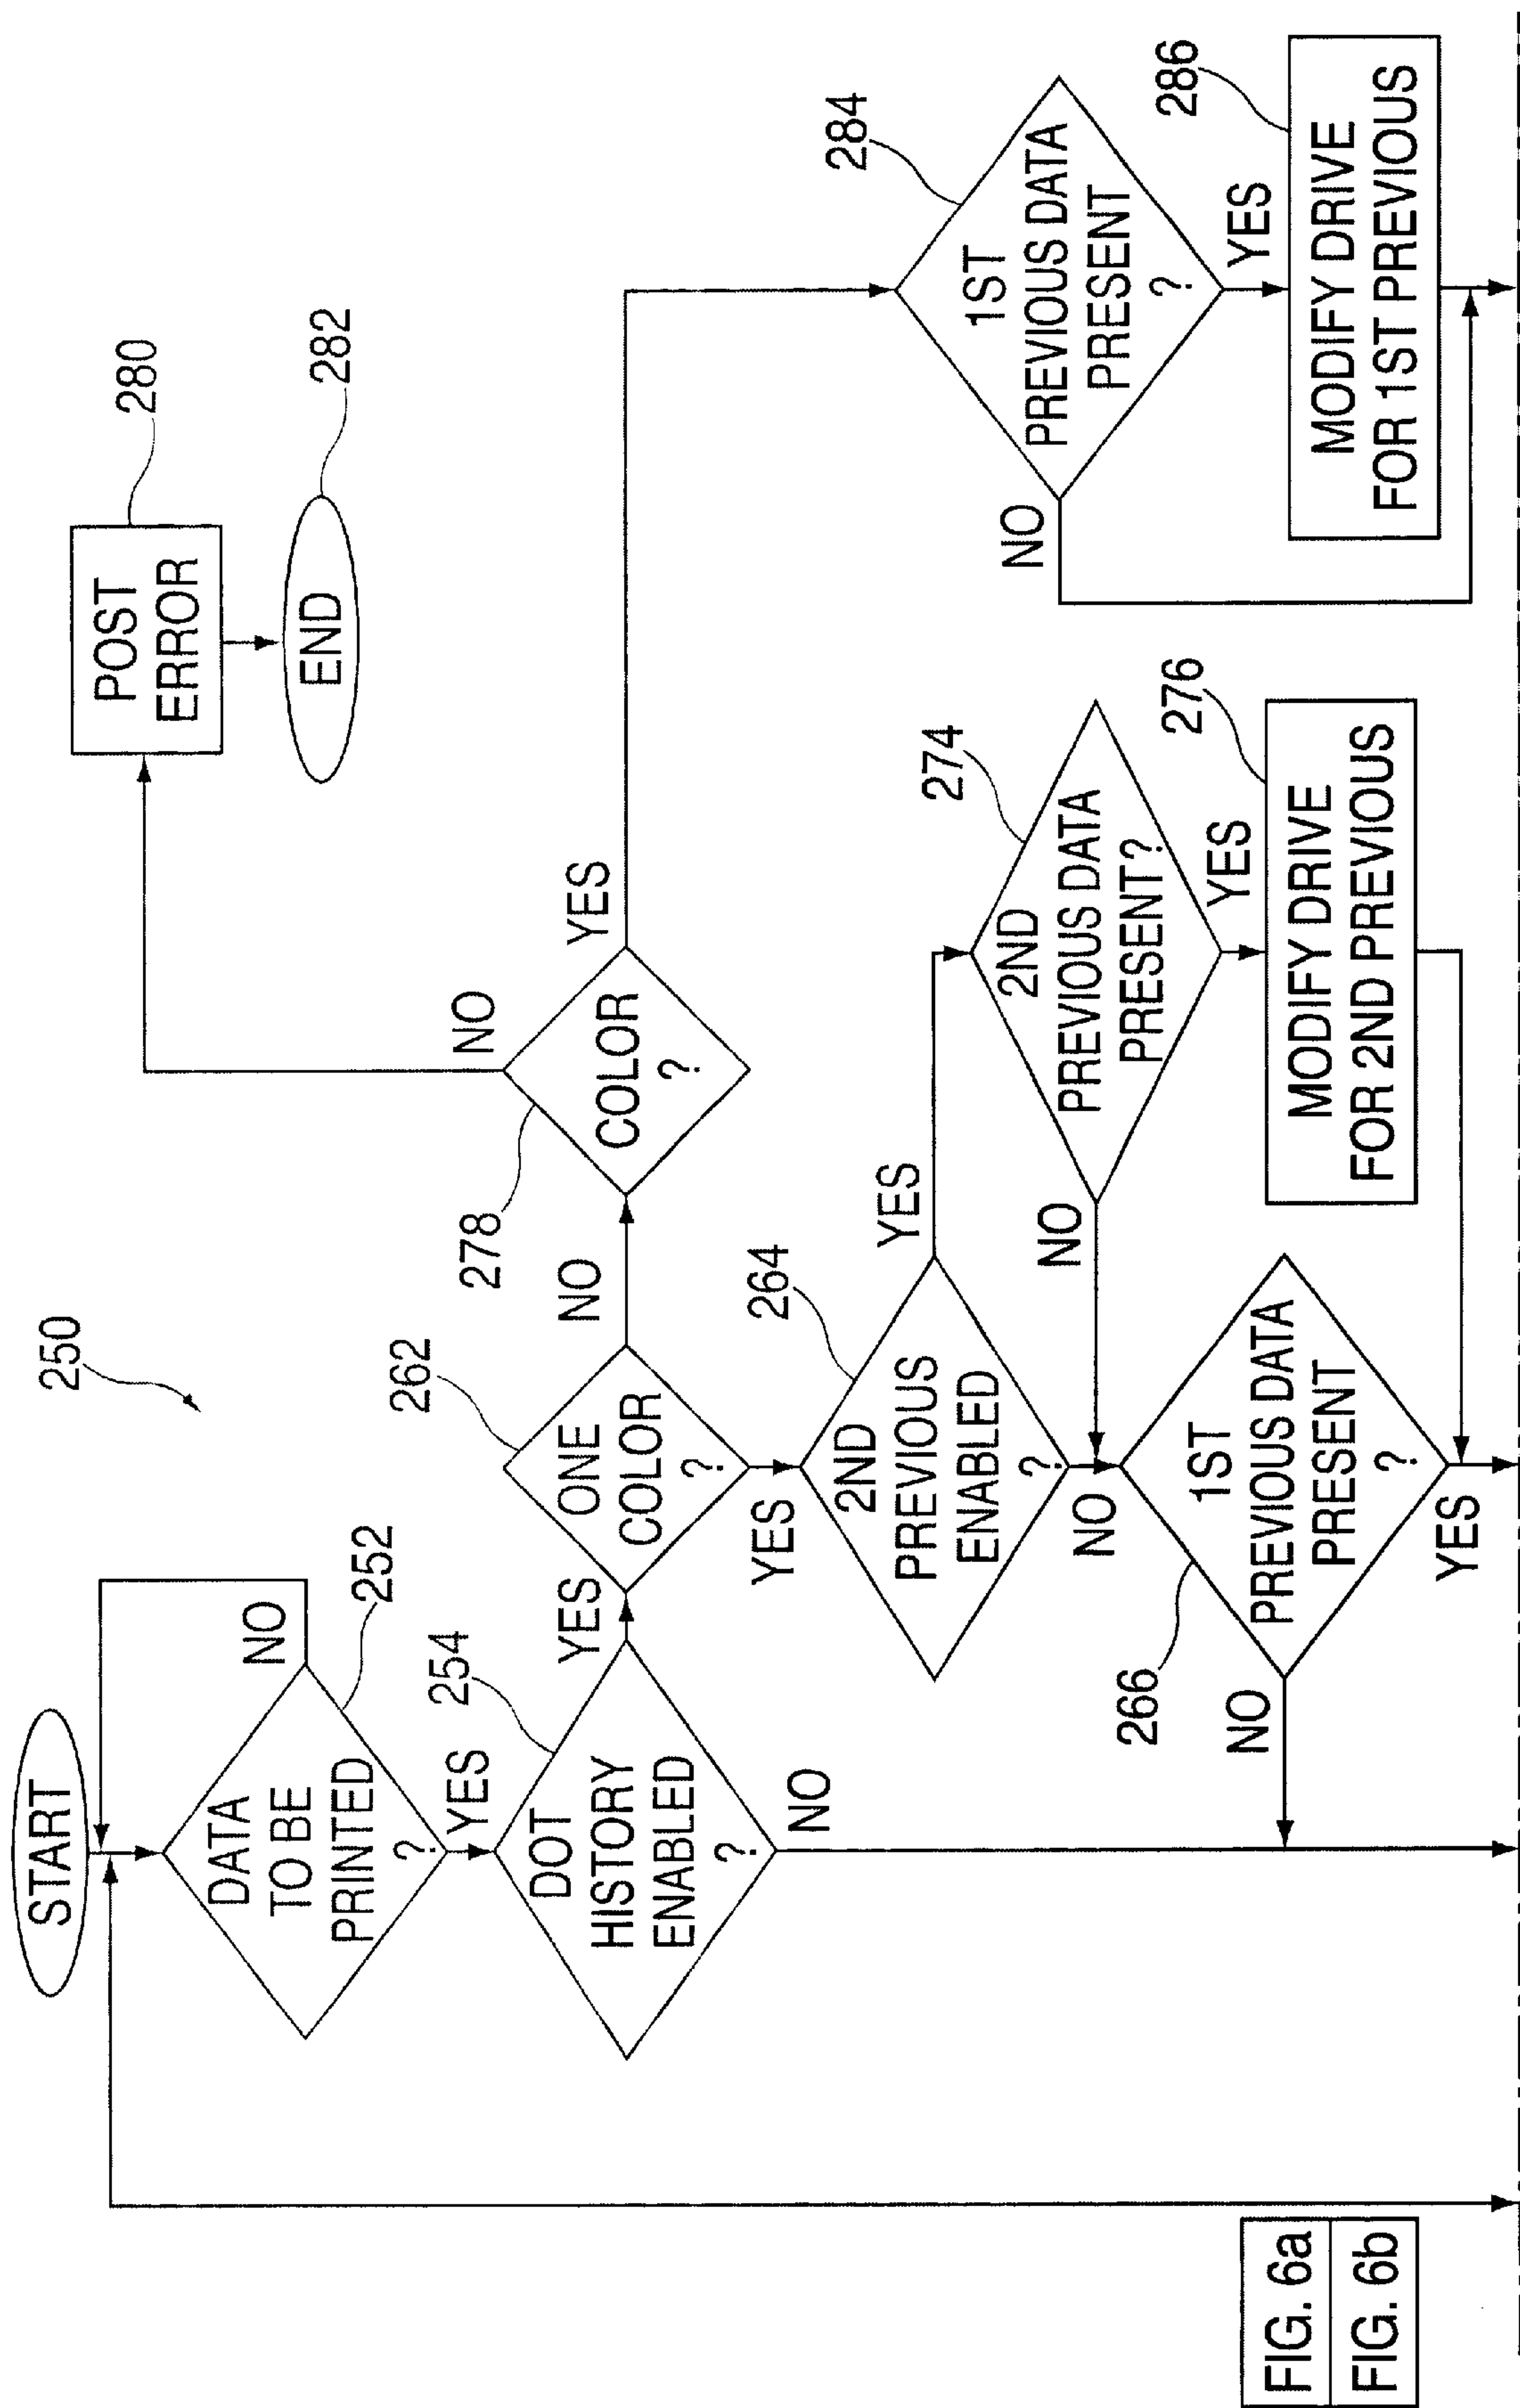 START
250
DATA
TO BE
PRINTED
?
NO
252
YES
DOT
HISTORY
ENABLED
?
254
YES
NO
ONE
COLOR
?
262
NO
YES
COLOR
?
278
NO
YES
POST
ERROR
280
END
282
2ND
PREVIOUS
ENABLED
?
264
YES
NO
2ND
PREVIOUS DATA
PRESENT?
274
NO
YES
MODIFY DRIVE
FOR 2ND PREVIOUS
276
1ST
PREVIOUS DATA
PRESENT
?
266
NO
YES
1ST
PREVIOUS DATA
PRESENT
?
284
NO
YES
MODIFY DRIVE
FOR 1ST PREVIOUS
286
FIG. 6a
FIG. 6b